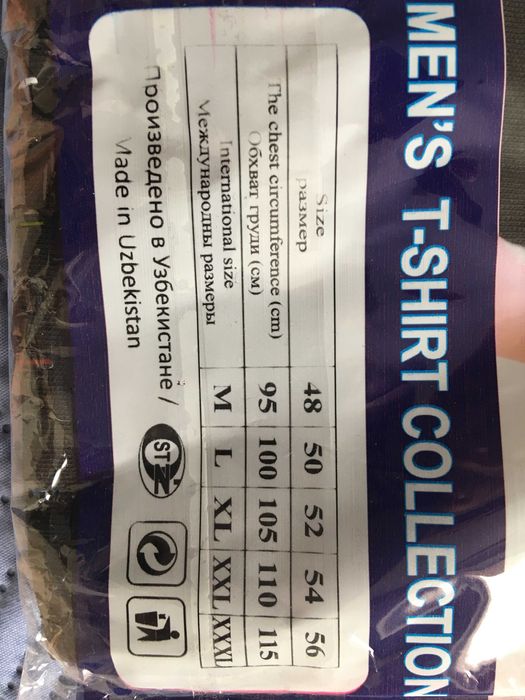 MEN'S T-SHIRT COLLECTION
Size 48 50 52 54 56
размер
The chest circumference (cm) 95 100 105 110 115
Обхват груди (см)
International size M L XL XXL XXXL
Международны размеры
Произведено в Узбекистане /
Made in Uzbekistan
STZ